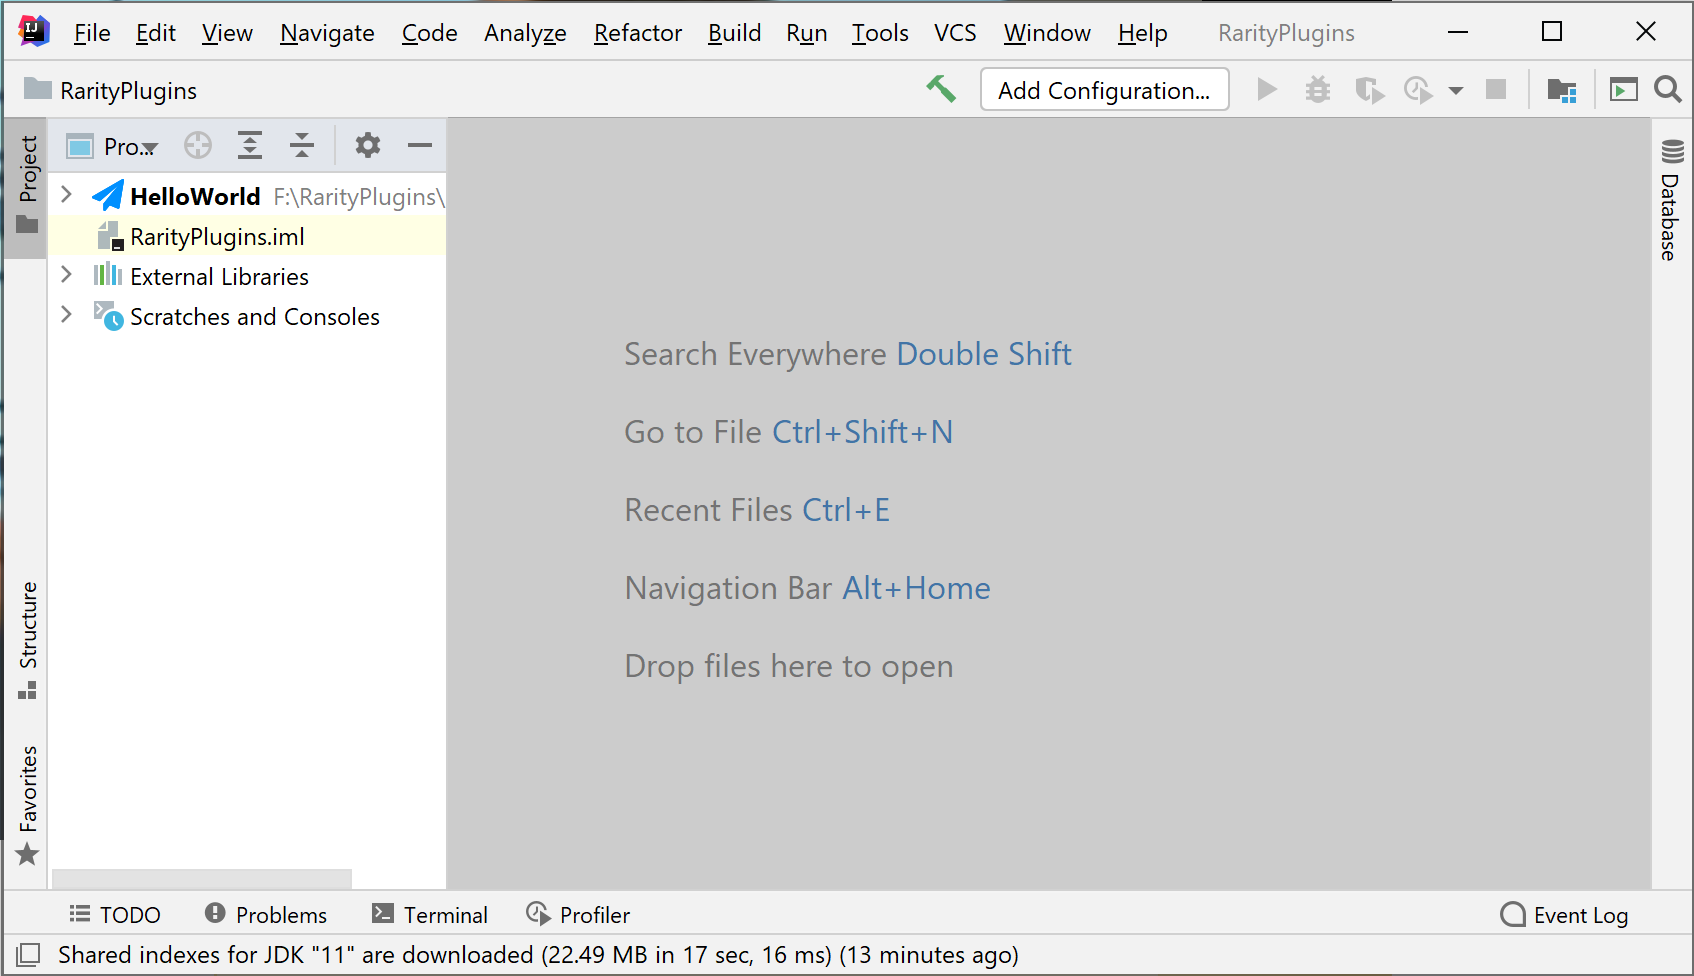 IJ
File Edit View Navigate Code Analyze Refactor Build Run Tools VCS Window Help RarityPlugins
RarityPlugins
Add Configuration...
Project
Pro...
HelloWorld F:\RarityPlugins\
RarityPlugins.iml
External Libraries
Scratches and Consoles
Search Everywhere Double Shift
Go to File Ctrl+Shift+N
Recent Files Ctrl+E
Navigation Bar Alt+Home
Drop files here to open
Database
Structure
Favorites
TODO Problems Terminal Profiler Event Log
Shared indexes for JDK "11" are downloaded (22.49 MB in 17 sec, 16 ms) (13 minutes ago)